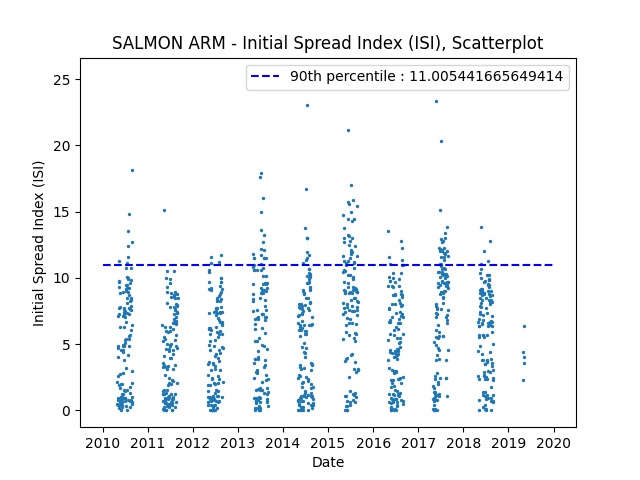 SALMON ARM - Initial Spread Index (ISI), Scatterplot
90th percentile : 11.005441665649414
Initial Spread Index (ISI)
25
20
15
10
5
0
2010 2011 2012 2013 2014 2015 2016 2017 2018 2019 2020
Date